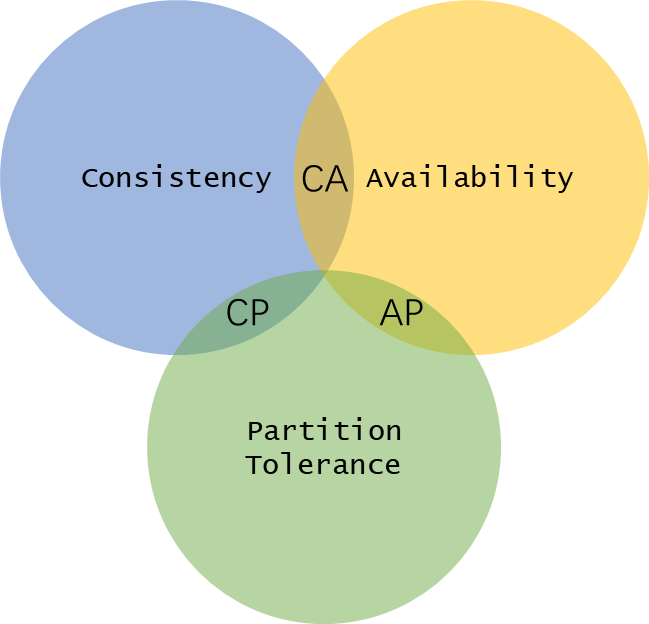 Consistency
CA
Availability
CP
AP
Partition
Tolerance